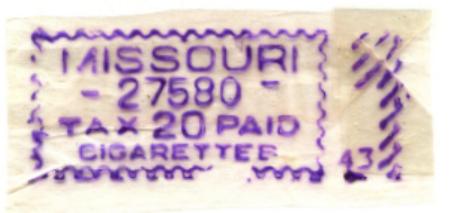 MISSOURI
- 27580 -
TAX 20 PAID
CIGARETTES
43